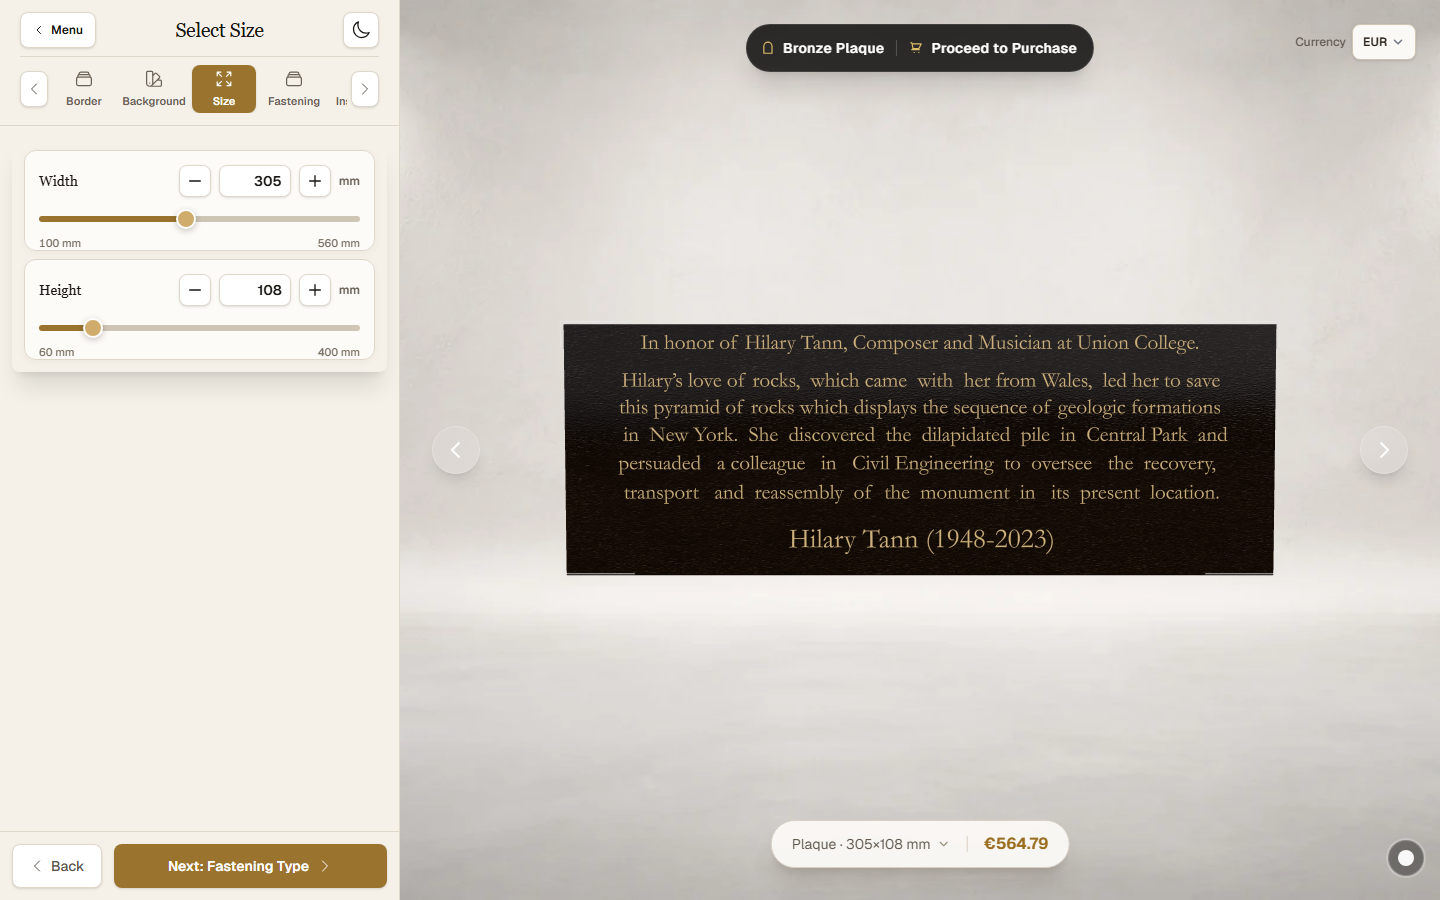 Menu
Select Size
Border
Background
Size
Fastening
Ins
Width
305
mm
100 mm
560 mm
Height
108
mm
60 mm
400 mm
Back
Next: Fastening Type
Bronze Plaque
Proceed to Purchase
Currency
EUR
In honor of Hilary Tann, Composer and Musician at Union College.
Hilary’s love of rocks, which came with her from Wales, led her to save
this pyramid of rocks which displays the sequence of geologic formations
in New York. She discovered the dilapidated pile in Central Park and
persuaded a colleague in Civil Engineering to oversee the recovery,
transport and reassembly of the monument in its present location.
Hilary Tann (1948-2023)
Plaque · 305×108 mm
€564.79